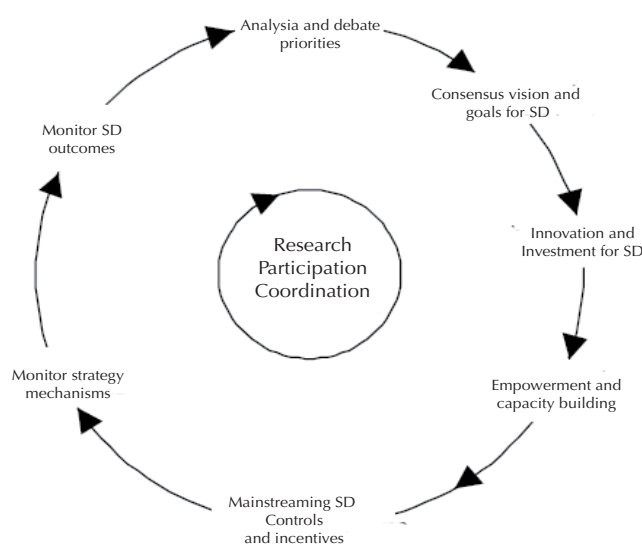 Analysia and debate
priorities
Consensus vision and
goals for SD
Innovation and
Investment for SD
Empowerment and
capacity building
Mainstreaming SD
Controls
and incentives
Monitor strategy
mechanisms
Monitor SD
outcomes
Research
Participation
Coordination